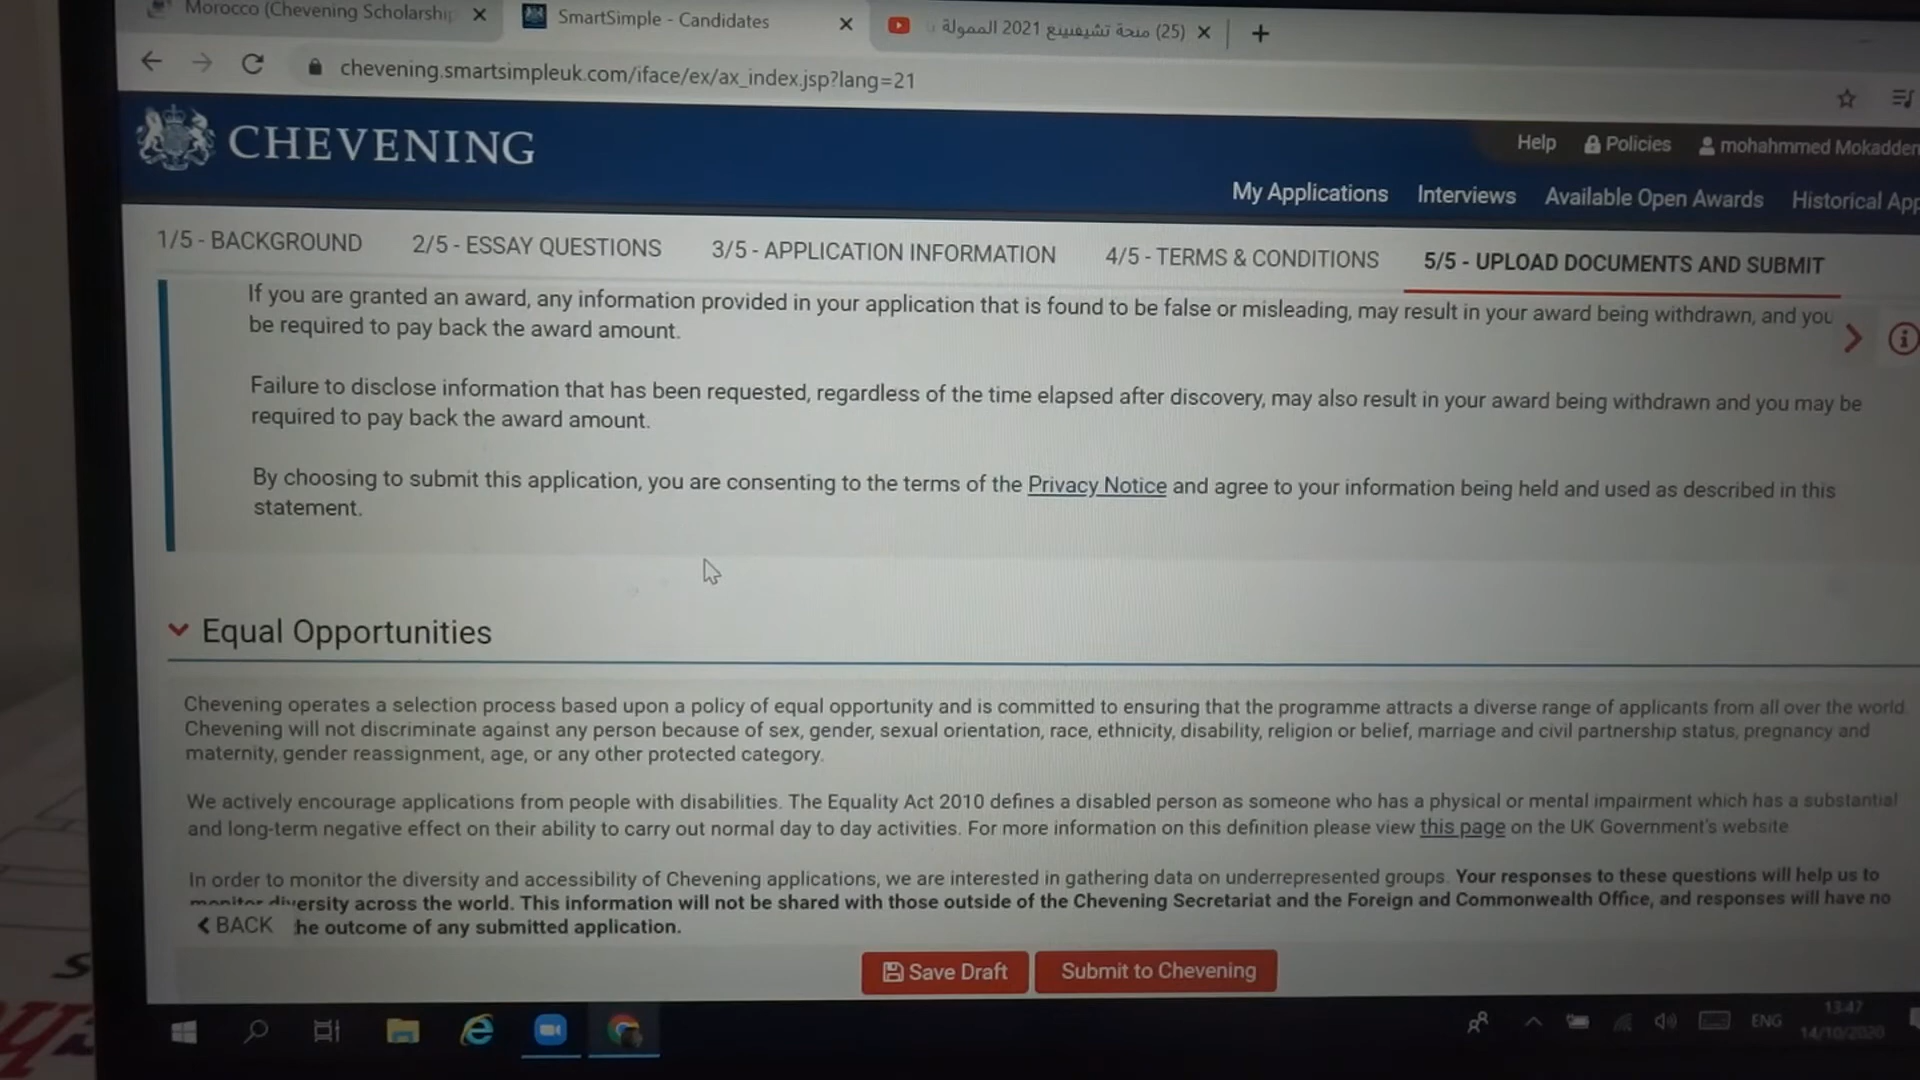 Morocco (Chevening Scholarship
SmartSimple - Candidates
(25) منحة تشيفنينغ 2021 الممولة
chevening.smartsimpleuk.com/iface/ex/ax_index.jsp?lang=21
CHEVENING
Help
Policies
mohahmmed Mokadden
My Applications
Interviews
Available Open Awards
Historical App
1/5 - BACKGROUND
2/5 - ESSAY QUESTIONS
3/5 - APPLICATION INFORMATION
4/5 - TERMS & CONDITIONS
5/5 - UPLOAD DOCUMENTS AND SUBMIT
If you are granted an award, any information provided in your application that is found to be false or misleading, may result in your award being withdrawn, and you
be required to pay back the award amount.
Failure to disclose information that has been requested, regardless of the time elapsed after discovery, may also result in your award being withdrawn and you may be
required to pay back the award amount.
By choosing to submit this application, you are consenting to the terms of the Privacy Notice and agree to your information being held and used as described in this
statement.
Equal Opportunities
Chevening operates a selection process based upon a policy of equal opportunity and is committed to ensuring that the programme attracts a diverse range of applicants from all over the world.
Chevening will not discriminate against any person because of sex, gender, sexual orientation, race, ethnicity, disability, religion or belief, marriage and civil partnership status, pregnancy and
maternity, gender reassignment, age, or any other protected category.
We actively encourage applications from people with disabilities. The Equality Act 2010 defines a disabled person as someone who has a physical or mental impairment which has a substantial
and long-term negative effect on their ability to carry out normal day to day activities. For more information on this definition please view this page on the UK Government's website
In order to monitor the diversity and accessibility of Chevening applications, we are interested in gathering data on underrepresented groups. Your responses to these questions will help us to
monitor diversity across the world. This information will not be shared with those outside of the Chevening Secretariat and the Foreign and Commonwealth Office, and responses will have no
BACK
he outcome of any submitted application.
Save Draft
Submit to Chevening
ENG
13:47
14/10/2020